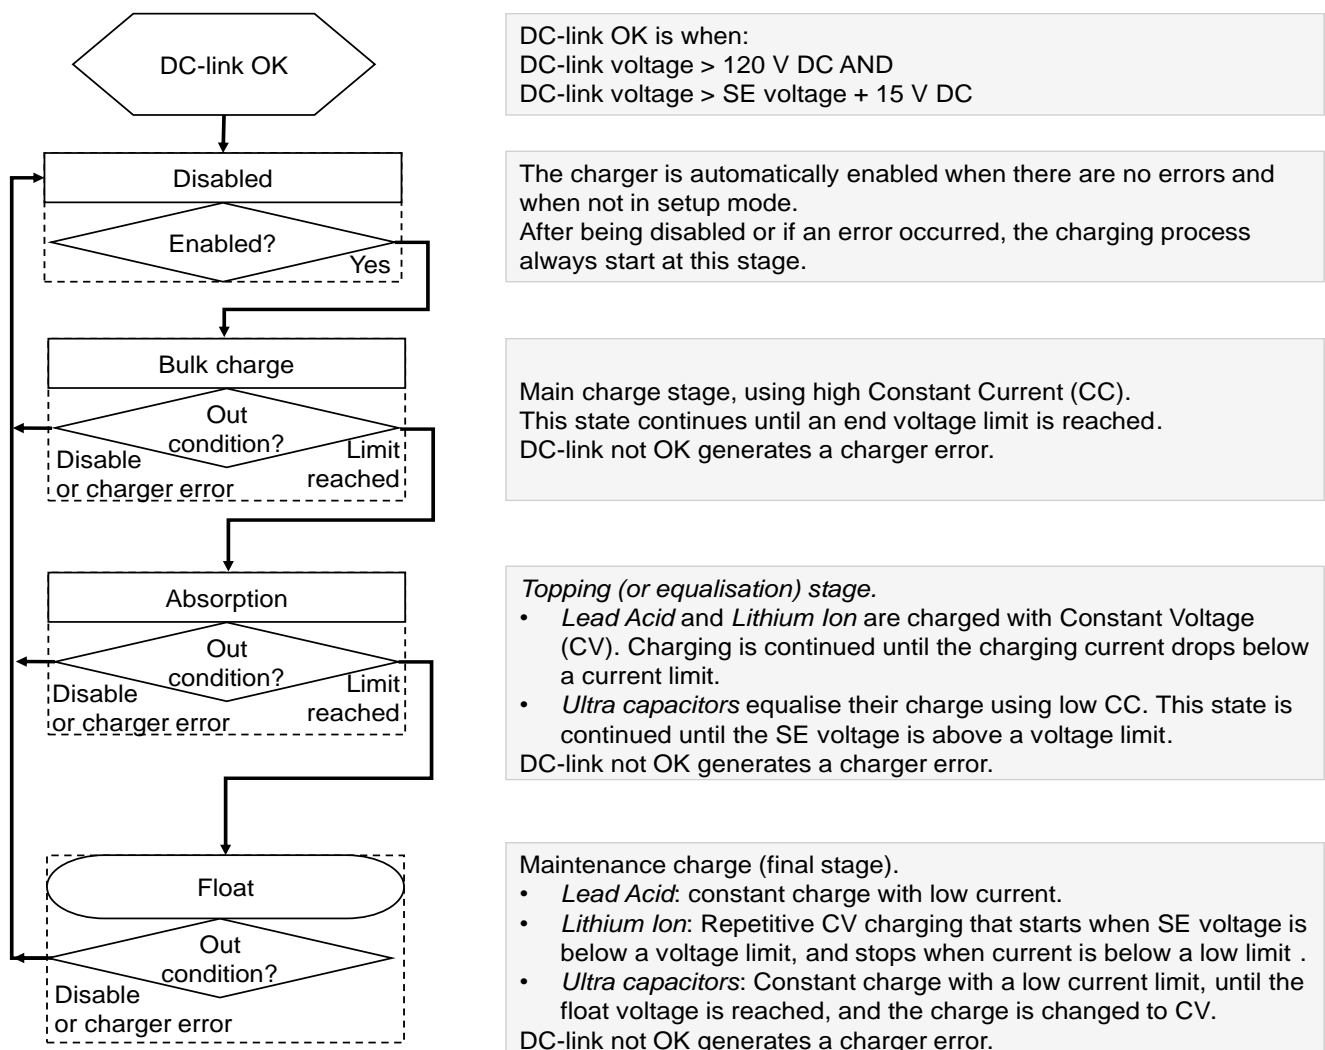 DC-link OK
DC-link OK is when:
DC-link voltage > 120 V DC AND
DC-link voltage > SE voltage + 15 V DC
Disabled
Enabled?
Yes
The charger is automatically enabled when there are no errors and
when not in setup mode.
After being disabled or if an error occurred, the charging process
always start at this stage.
Bulk charge
Out
condition?
Disable
or charger error
Limit
reached
Main charge stage, using high Constant Current (CC).
This state continues until an end voltage limit is reached.
DC-link not OK generates a charger error.
Absorption
Out
condition?
Disable
or charger error
Limit
reached
Topping (or equalisation) stage.
• Lead Acid and Lithium Ion are charged with Constant Voltage
(CV). Charging is continued until the charging current drops below
a current limit.
• Ultra capacitors equalise their charge using low CC. This state is
continued until the SE voltage is above a voltage limit.
DC-link not OK generates a charger error.
Float
Out
condition?
Disable
or charger error
Maintenance charge (final stage).
• Lead Acid: constant charge with low current.
• Lithium Ion: Repetitive CV charging that starts when SE voltage is
below a voltage limit, and stops when current is below a low limit .
• Ultra capacitors: Constant charge with a low current limit, until the
float voltage is reached, and the charge is changed to CV.
DC-link not OK generates a charger error.